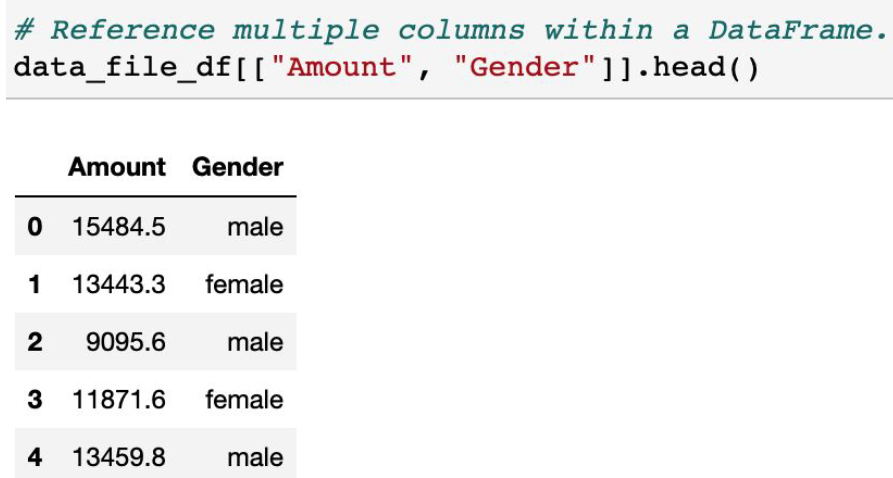 # Reference multiple columns within a DataFrame.
data_file_df[["Amount", "Gender"]].head()
Amount Gender
0 15484.5 male
1 13443.3 female
2 9095.6 male
3 11871.6 female
4 13459.8 male